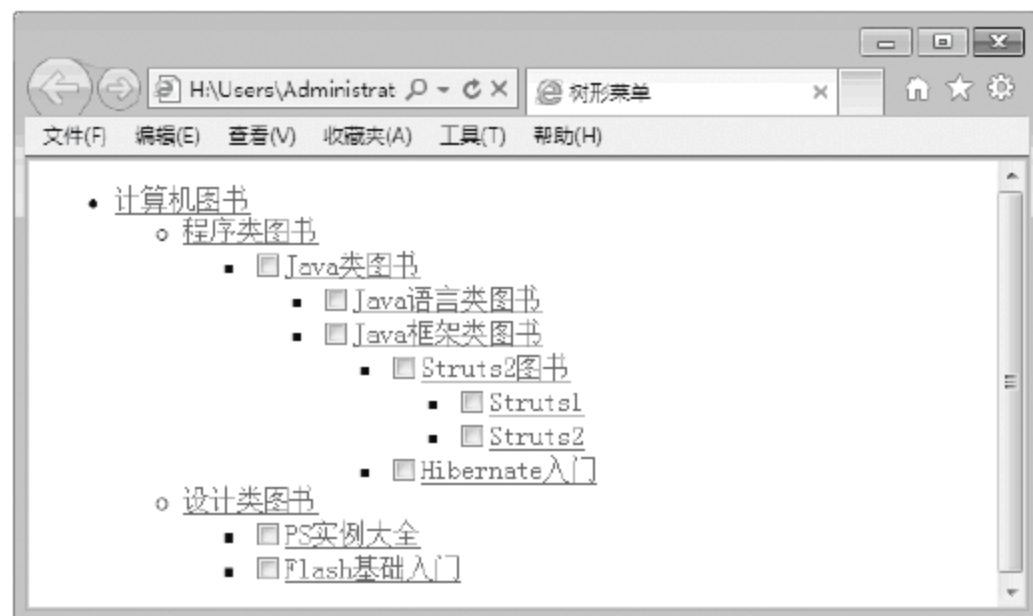 H:\Users\Administrat
树形菜单
文件(F) 编辑(E) 查看(V) 收藏夹(A) 工具(T) 帮助(H)
计算机图书
程序类图书
Java类图书
Java语言类图书
Java框架类图书
Struts2图书
Struts1
Struts2
Hibernate入门
设计类图书
PS实例大全
Flash基础入门